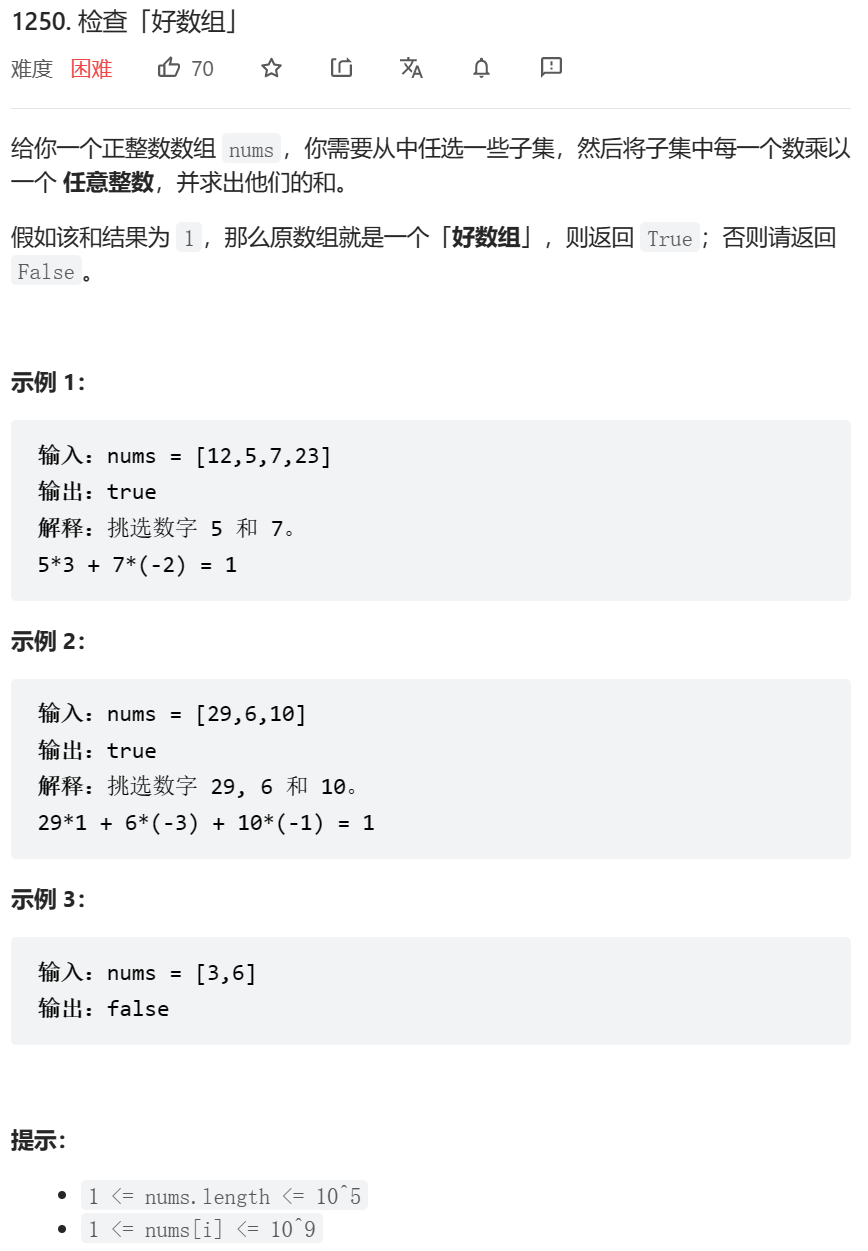 1250. 检查「好数组」
难度 困难 70
给你一个正整数数组 nums，你需要从中任选一些子集，然后将子集中每一个数乘以
一个 任意整数，并求出他们的和。
假如该和结果为 1，那么原数组就是一个「好数组」，则返回 True；否则请返回
False。
示例 1：
输入：nums = [12,5,7,23]
输出：true
解释：挑选数字 5 和 7。
5*3 + 7*(-2) = 1
示例 2：
输入：nums = [29,6,10]
输出：true
解释：挑选数字 29, 6 和 10。
29*1 + 6*(-3) + 10*(-1) = 1
示例 3：
输入：nums = [3,6]
输出：false
提示：
• 1 <= nums.length <= 10^5
• 1 <= nums[i] <= 10^9